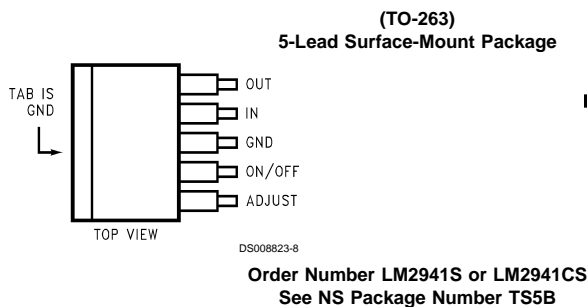 (TO-263)
5-Lead Surface-Mount Package
TAB IS
GND
OUT
IN
GND
ON/OFF
ADJUST
TOP VIEW
DS008823-8
Order Number LM2941S or LM2941CS
See NS Package Number TS5B